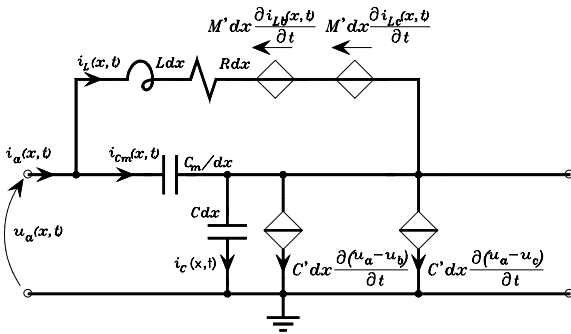 M'dx ∂i_Lb(x,t)/∂t M'dx ∂i_Lc(x,t)/∂t
i_L(x,t) Ldx Rdx
i_a(x,t) i_Cm(x,t) C_m/dx
Cdx
u_a(x,t)
i_C(x,t) C'dx ∂(u_a-u_b)/∂t C'dx ∂(u_a-u_c)/∂t